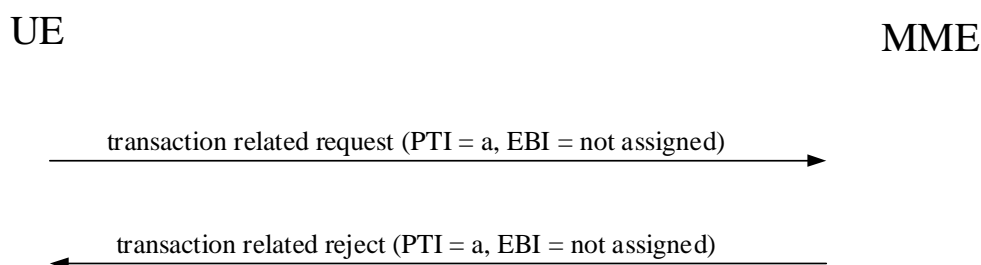 UE
MME
transaction related request (PTI = a, EBI = not assigned)
transaction related reject (PTI = a, EBI = not assigned)